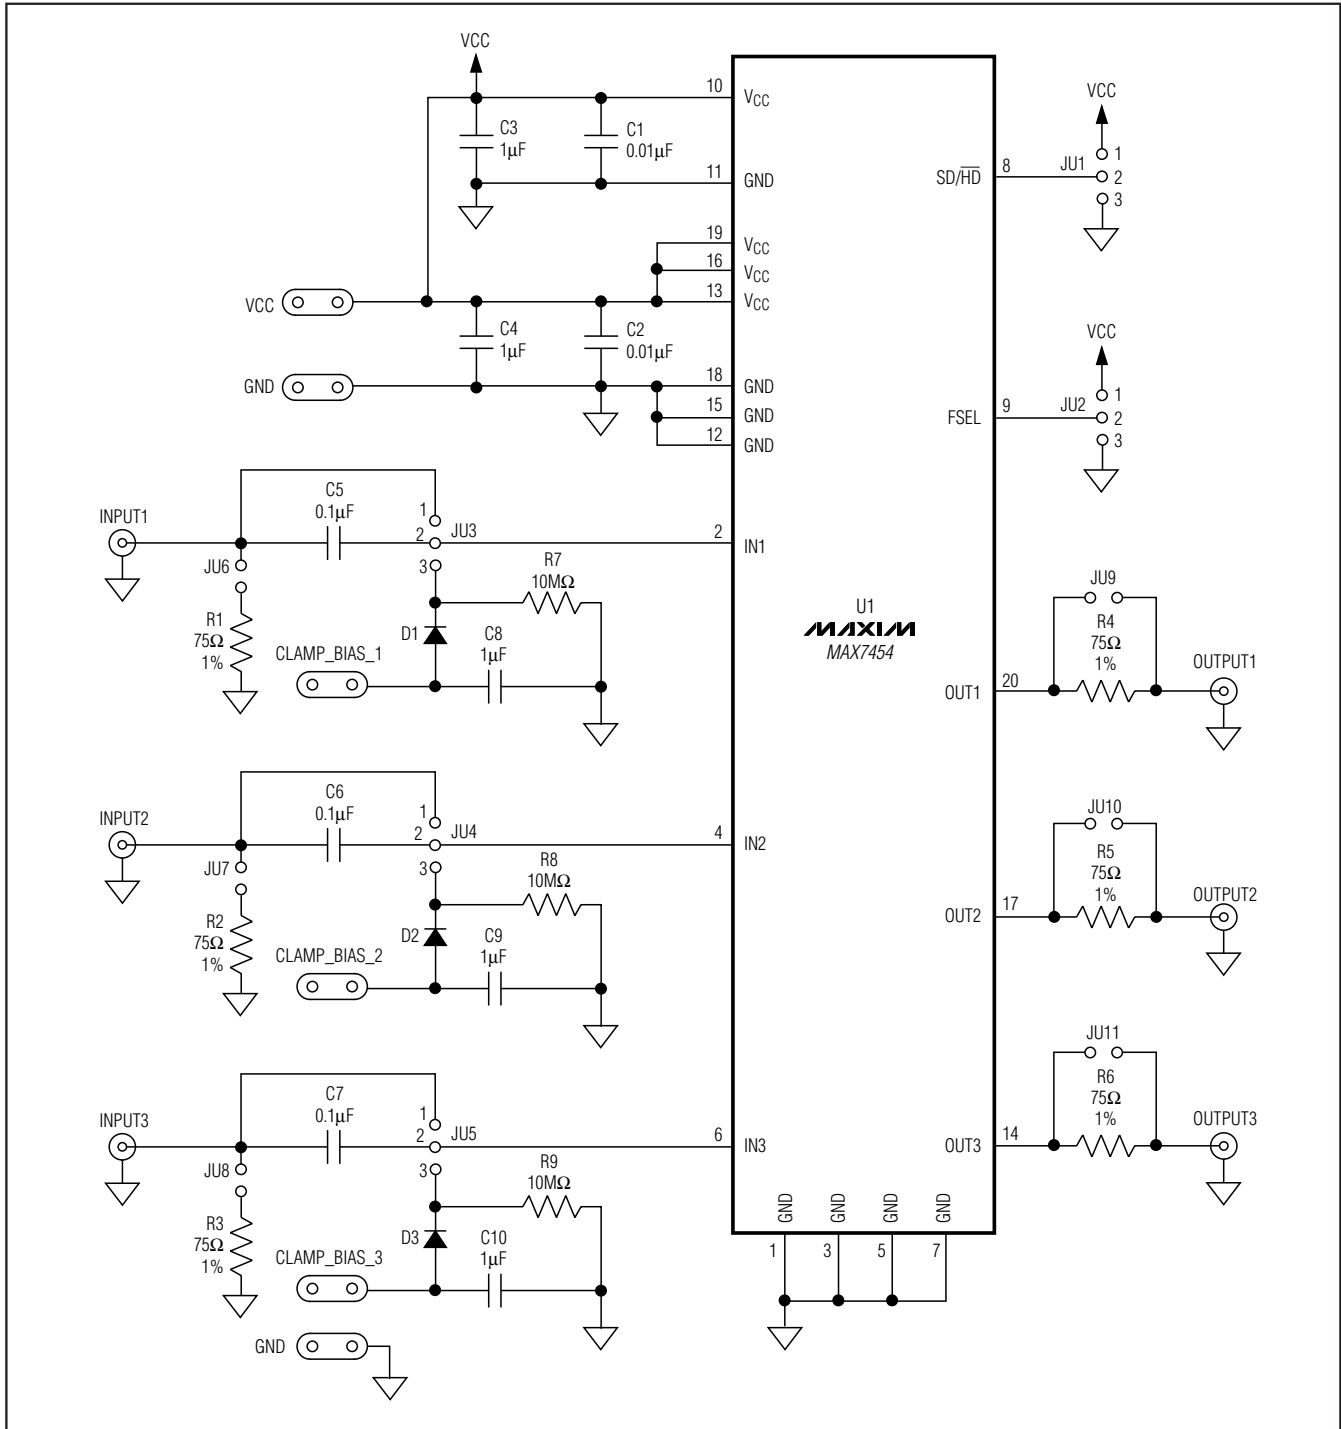 VCC
10
VCC
C3
1µF
C1
0.01µF
11
GND
19
VCC
16
VCC
13
VCC
VCC
C4
1µF
C2
0.01µF
GND
18
GND
15
GND
12
GND
SD/HD
8
JU1
VCC
1
2
3
FSEL
9
JU2
VCC
1
2
3
INPUT1
C5
0.1µF
1
2
3
JU3
2
IN1
JU6
R1
75Ω
1%
R7
10MΩ
D1
C8
1µF
CLAMP_BIAS_1
U1
MAXIM
MAX7454
JU9
R4
75Ω
1%
OUT1
20
OUTPUT1
INPUT2
C6
0.1µF
1
2
3
JU4
4
IN2
JU7
R2
75Ω
1%
R8
10MΩ
D2
C9
1µF
CLAMP_BIAS_2
JU10
R5
75Ω
1%
OUT2
17
OUTPUT2
INPUT3
C7
0.1µF
1
2
3
JU5
6
IN3
JU8
R3
75Ω
1%
R9
10MΩ
D3
C10
1µF
CLAMP_BIAS_3
JU11
R6
75Ω
1%
OUT3
14
OUTPUT3
GND
GND
GND
GND
1
3
5
7
GND